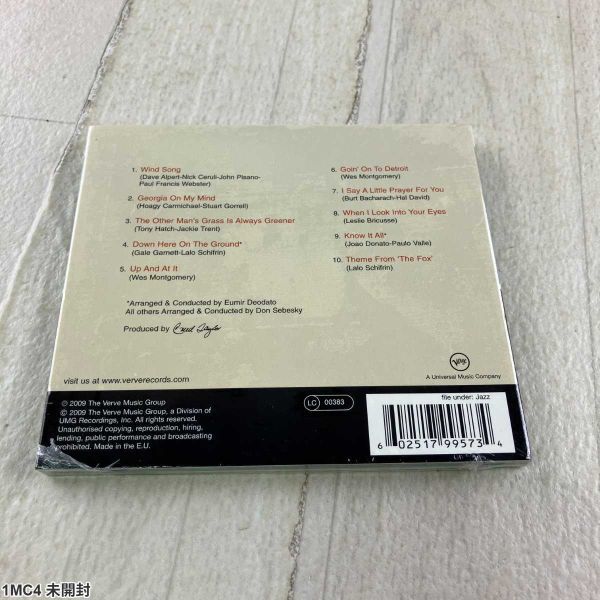 1. Wind Song
(Dave Alpert-Nick Ceruli-John Pisano-
Paul Francis Webster)
2. Georgia On My Mind
(Hoagy Carmichael-Stuart Gorrell)
3. The Other Man's Grass Is Always Greener
(Tony Hatch-Jackie Trent)
4. Down Here On The Ground*
(Gale Garnett-Lalo Schifrin)
5. Up And At It
(Wes Montgomery)
6. Goin' On To Detroit
(Wes Montgomery)
7. I Say A Little Prayer For You
(Burt Bacharach-Hal David)
8. When I Look Into Your Eyes
(Leslie Bricusse)
9. Know It All*
(Joao Donato-Paulo Valle)
10. Theme From 'The Fox'
(Lalo Schifrin)
*Arranged & Conducted by Eumir Deodato
All others Arranged & Conducted by Don Sebesky
Produced by Creed Taylor
visit us at www.ververecords.com
Verve
A Universal Music Company
℗ 2009 The Verve Music Group
© 2009 The Verve Music Group, a Division of
UMG Recordings, Inc. All rights reserved.
Unauthorised copying, reproduction, hiring,
lending, public performance and broadcasting
prohibited. Made in the E.U.
LC 00383
file under: Jazz
6 02517 99573 4
1MC4 未開封